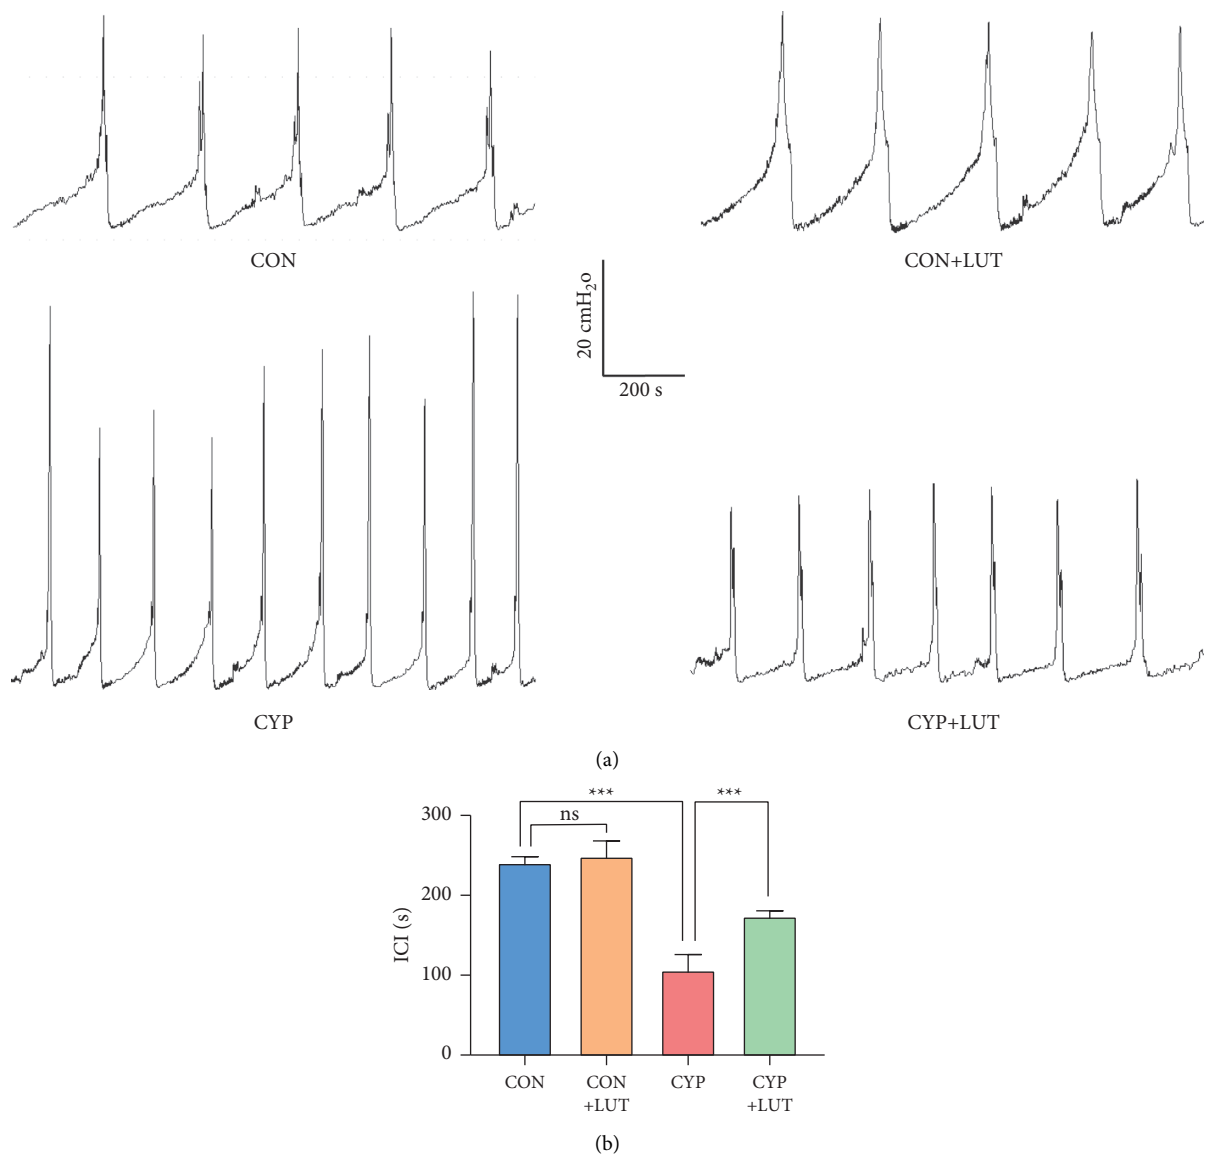 CON
CON+LUT
20 cmH₂o
200 s
CYP
CYP+LUT
(a)
***
***
ns
300
200
100
0
ICI (s)
CON
CON
+LUT
CYP
CYP
+LUT
(b)